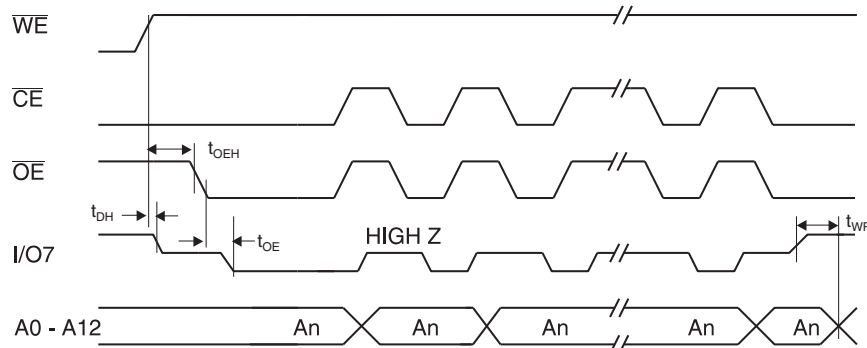 WE
CE
tOEH
OE
tDH
tOE
HIGH Z
tWR
I/O7
A0 - A12 An An An An An